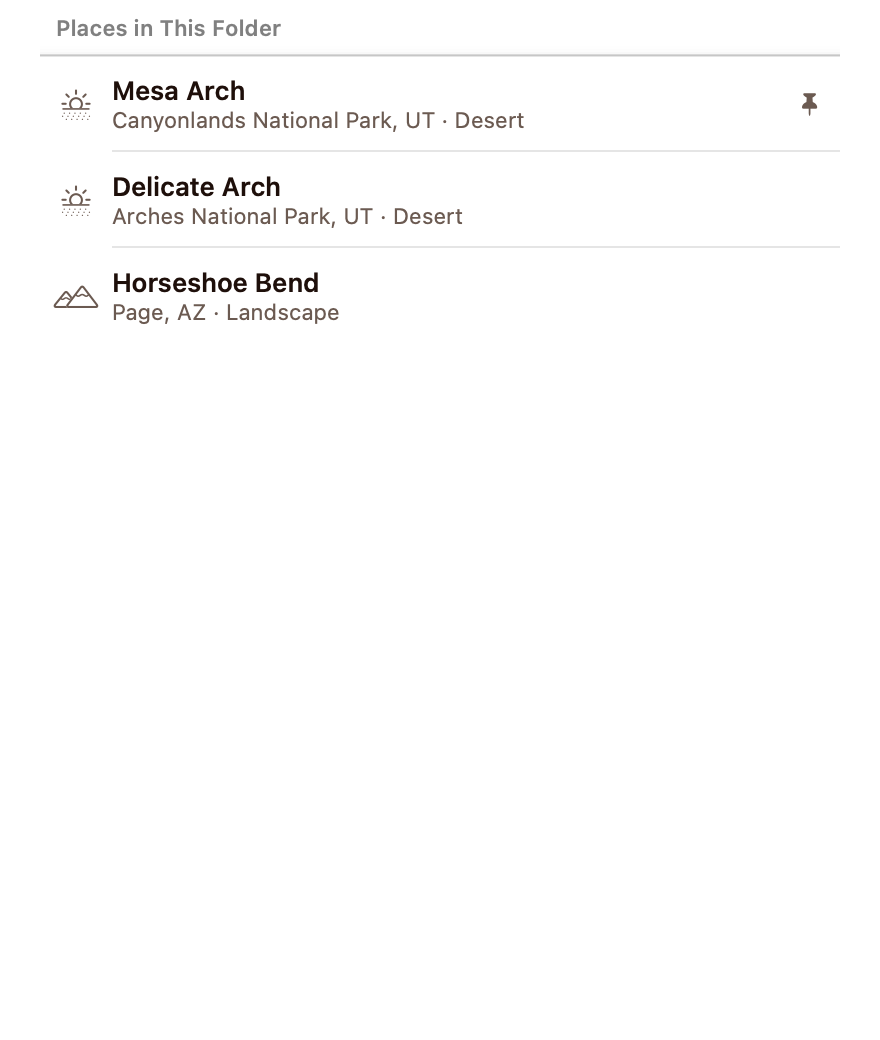 Places in This Folder
Mesa Arch
Canyonlands National Park, UT · Desert
Delicate Arch
Arches National Park, UT · Desert
Horseshoe Bend
Page, AZ · Landscape